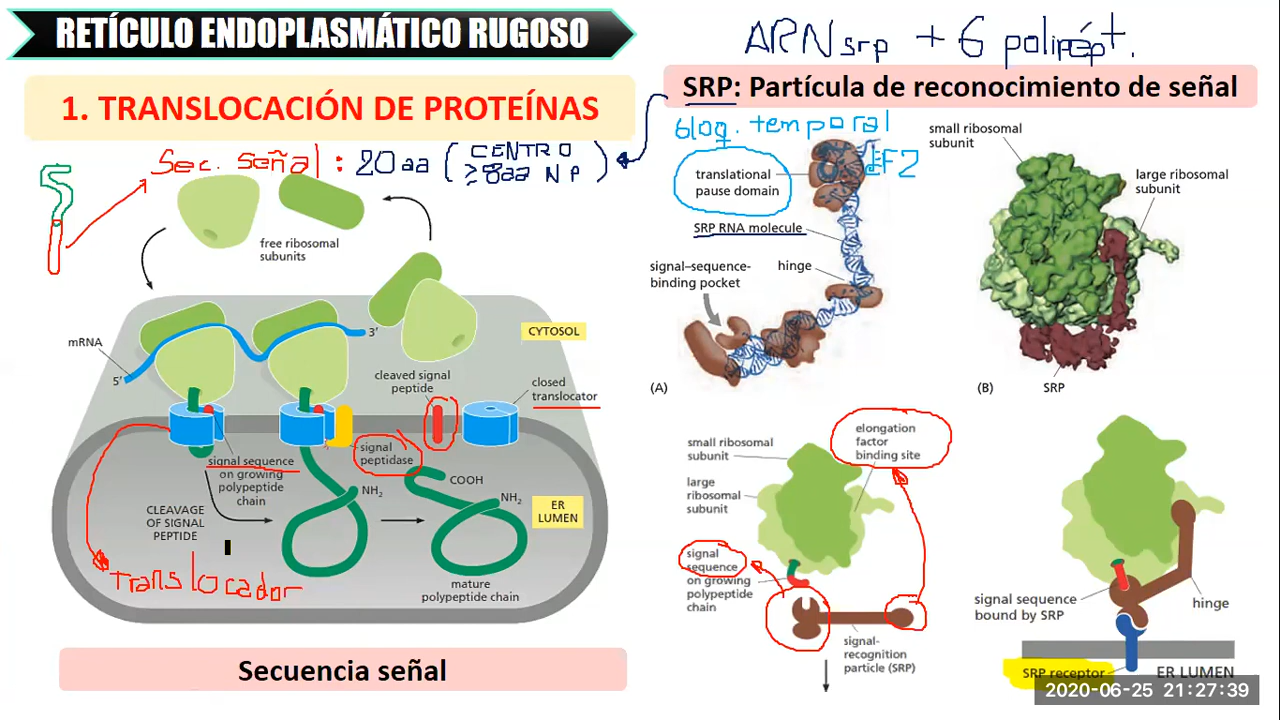 RETÍCULO ENDOPLASMÁTICO RUGOSO
ARN srp + 6 polipépt.
1. TRANSLOCACIÓN DE PROTEÍNAS
SRP: Partícula de reconocimiento de señal
Sec. señal : 20 aa ( CENTRO
≥8aa NP )
free ribosomal
subunits
mRNA
5'
3'
CYTOSOL
cleaved signal
peptide
closed
translocator
signal sequence
on growing
polypeptide
chain
signal
peptidase
COOH
NH2
NH2
CLEAVAGE
OF SIGNAL
PEPTIDE
ER
LUMEN
mature
polypeptide chain
Translocador
Secuencia señal
bloq. temporal
EF2
translational
pause domain
SRP RNA molecule
signal–sequence-
binding pocket
hinge
(A)
small ribosomal
subunit
large ribosomal
subunit
SRP
(B)
small ribosomal
subunit
large
ribosomal
subunit
elongation
factor
binding site
signal
sequence
on growing
polypeptide
chain
signal-
recognition
particle (SRP)
signal sequence
bound by SRP
hinge
SRP receptor
ER LUMEN
2020-06-25 21:27:39